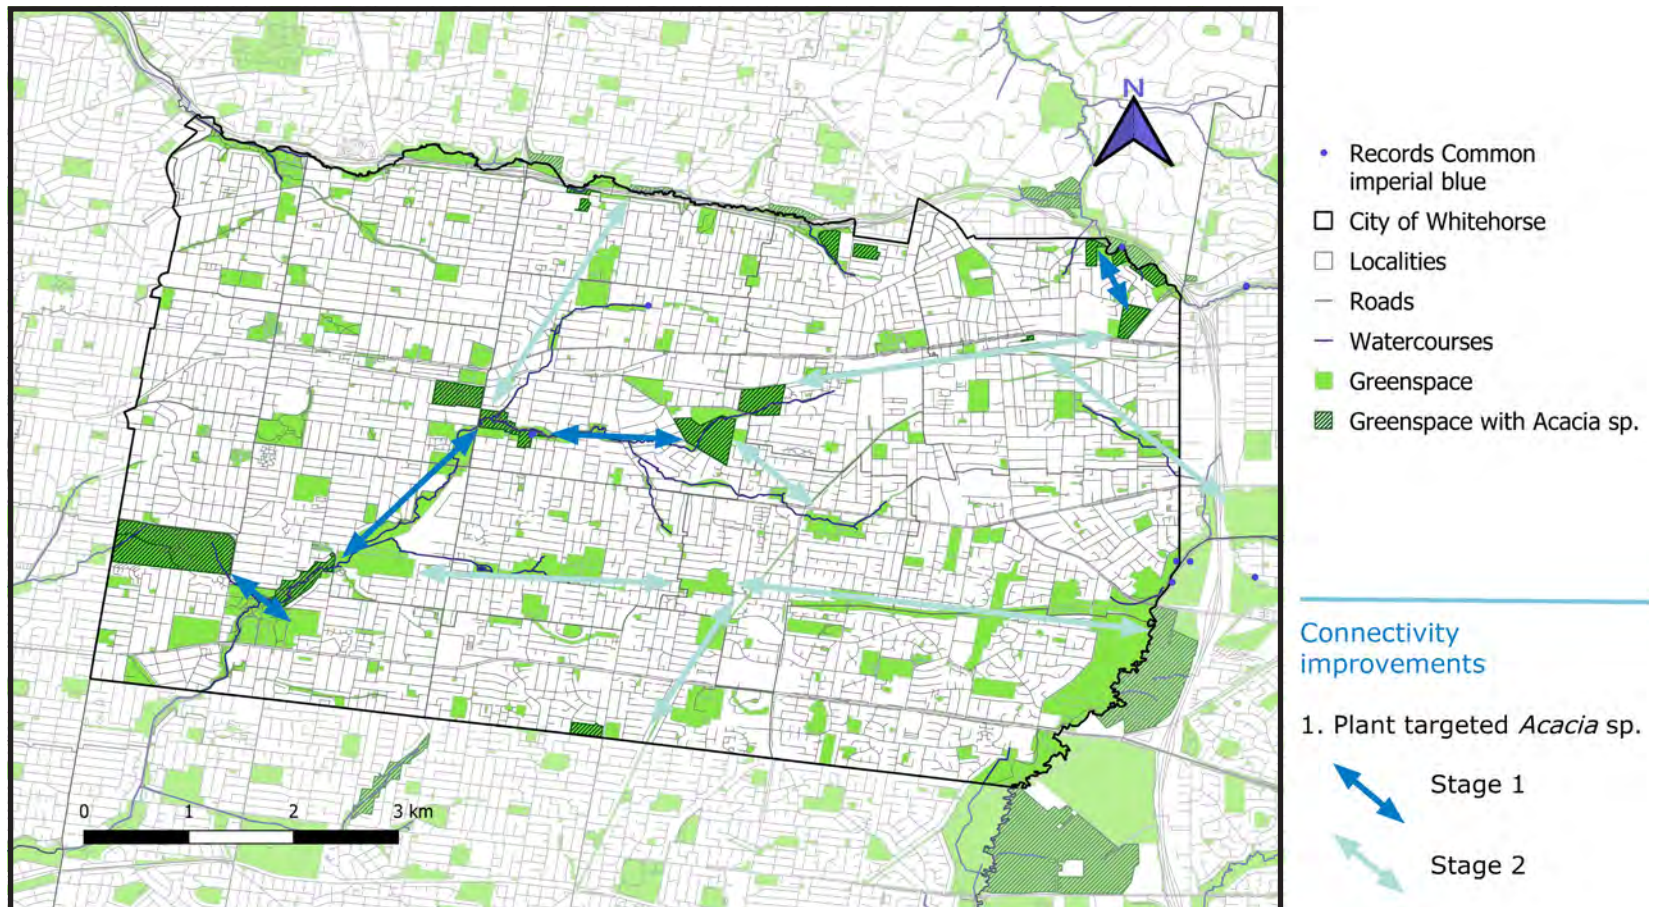 N
0 1 2 3 km
Records Common
imperial blue
City of Whitehorse
Localities
Roads
Watercourses
Greenspace
Greenspace with Acacia sp.
Connectivity
improvements
1. Plant targeted Acacia sp.
Stage 1
Stage 2